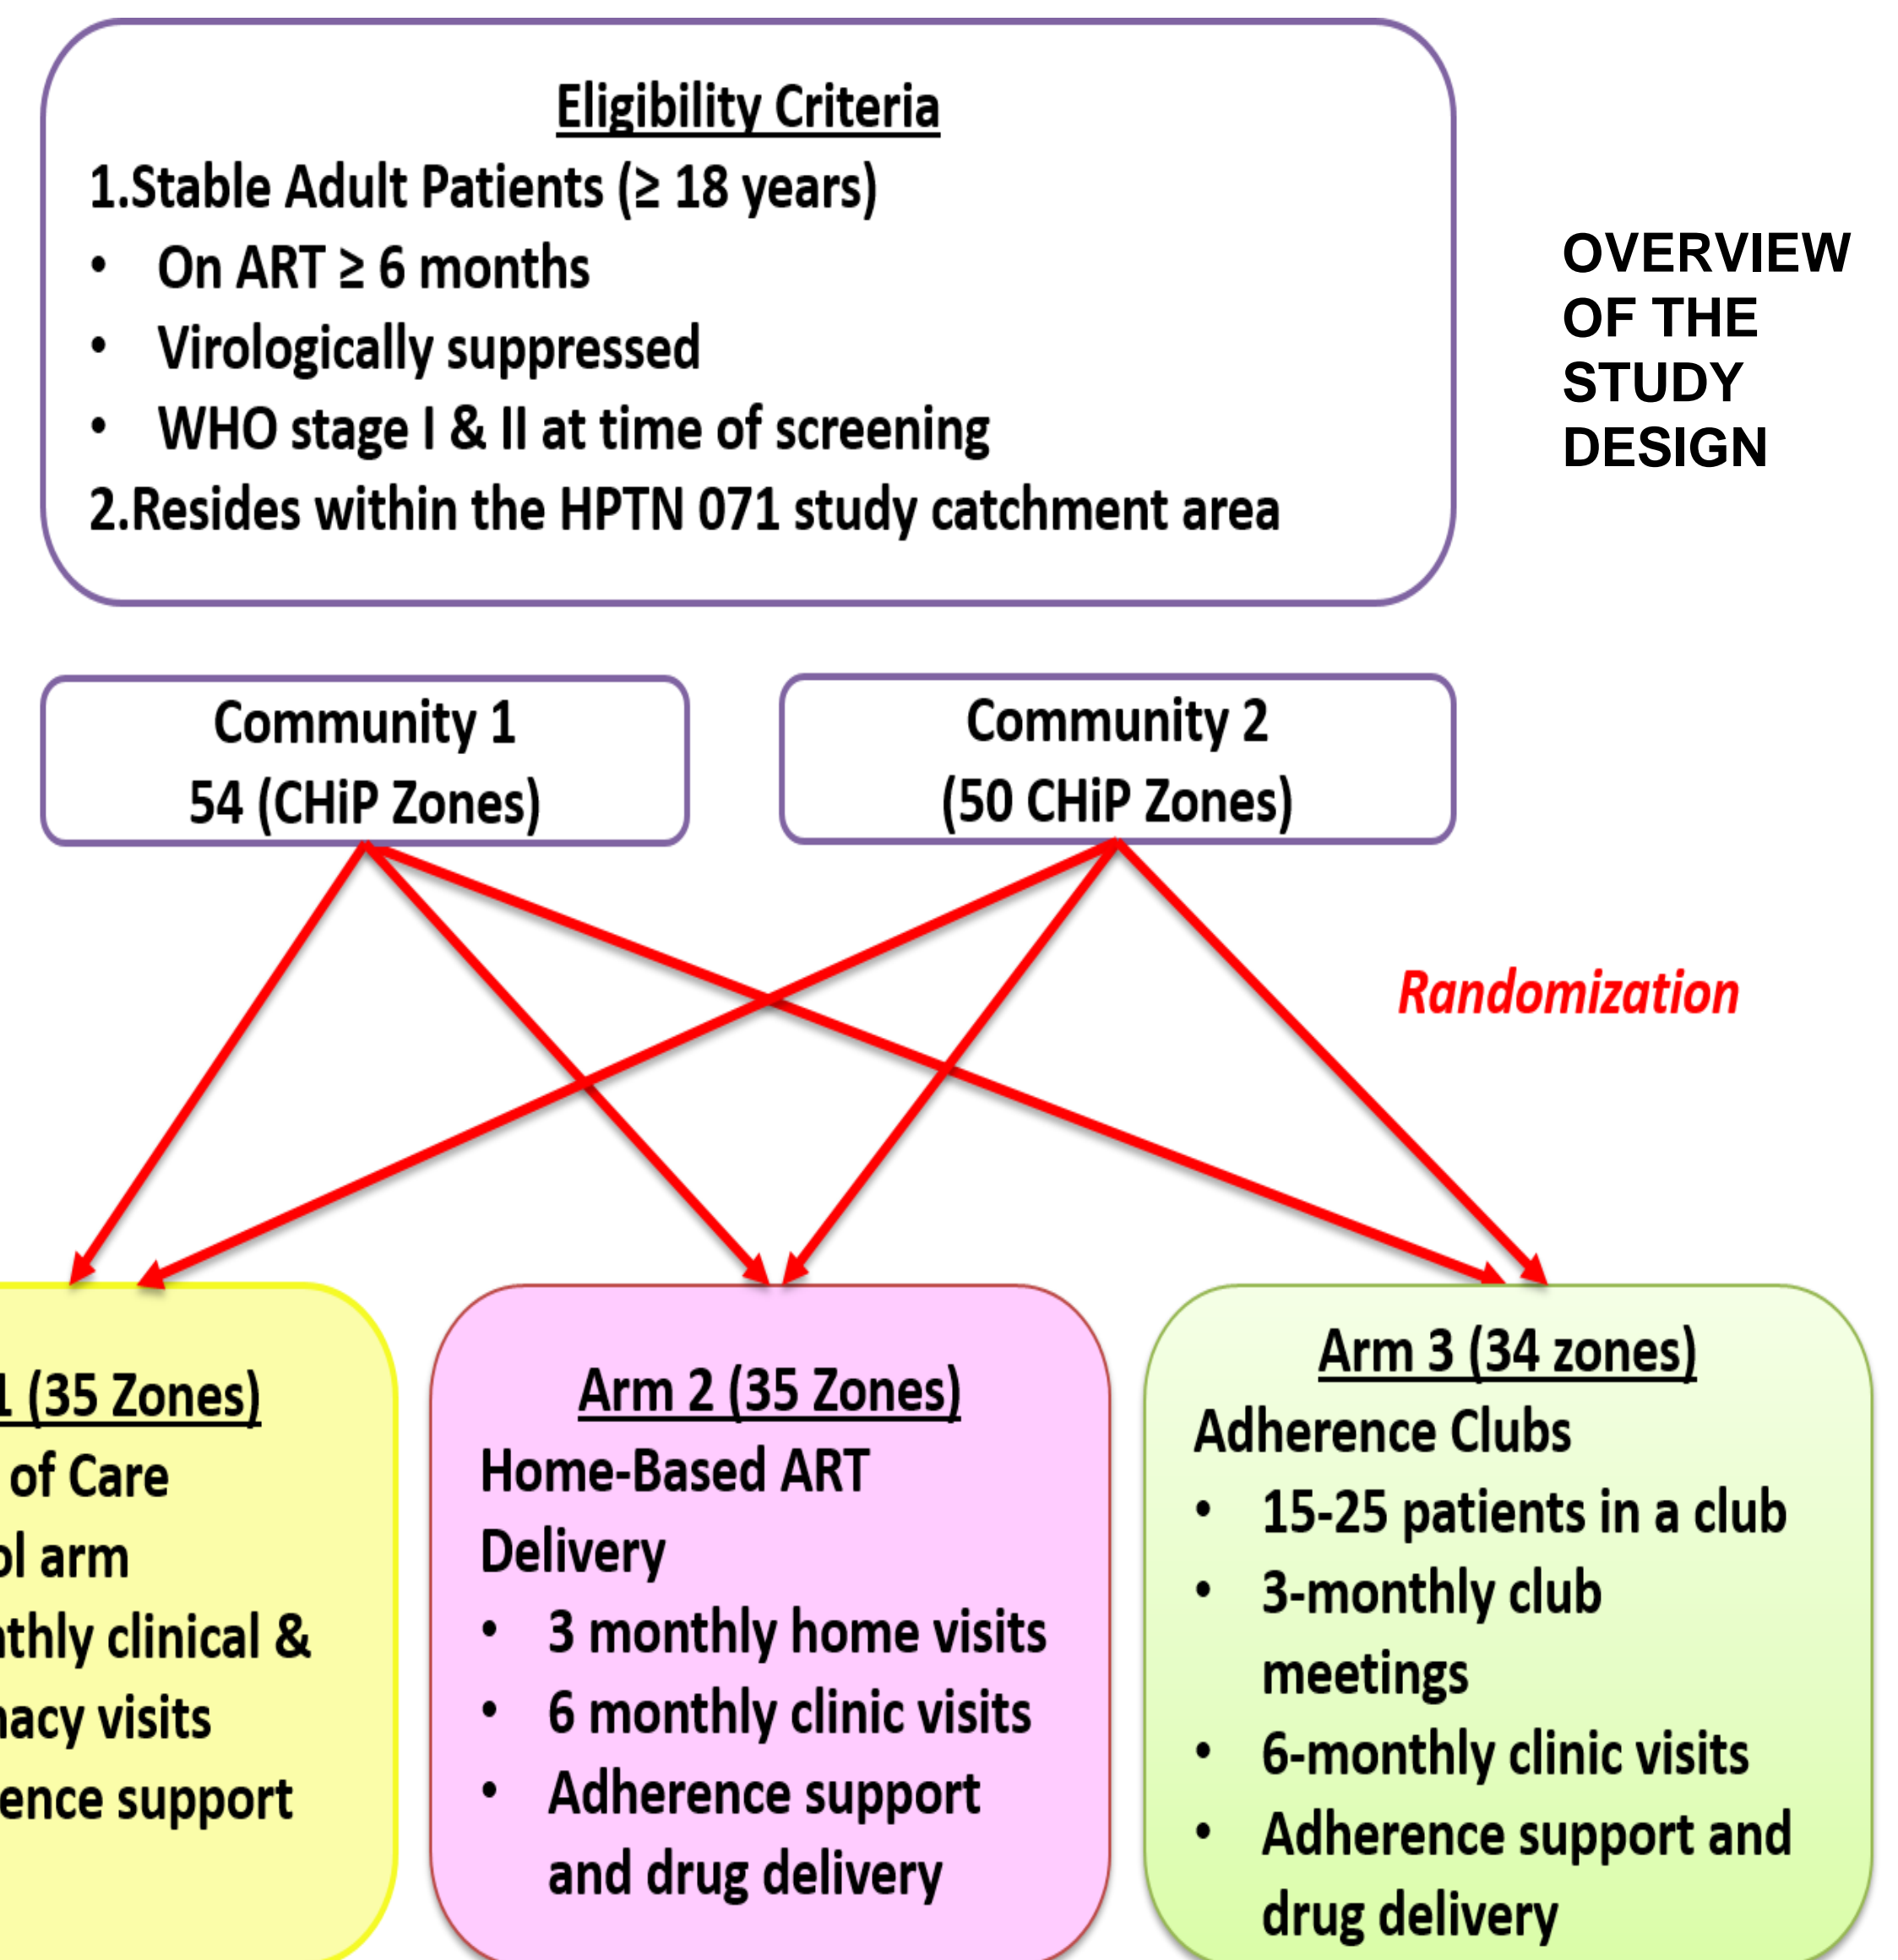 Eligibility Criteria
1.Stable Adult Patients (≥ 18 years)
• On ART ≥ 6 months
• Virologically suppressed
• WHO stage I & II at time of screening
2.Resides within the HPTN 071 study catchment area
OVERVIEW
OF THE
STUDY
DESIGN
Community 1
54 (CHiP Zones)
Community 2
(50 CHiP Zones)
Randomization
1 (35 Zones)
of Care
arm
clinical &
visits
support
Arm 2 (35 Zones)
Home-Based ART
Delivery
• 3 monthly home visits
• 6 monthly clinic visits
• Adherence support
and drug delivery
Arm 3 (34 zones)
Adherence Clubs
• 15-25 patients in a club
• 3-monthly club
meetings
• 6-monthly clinic visits
• Adherence support and
drug delivery